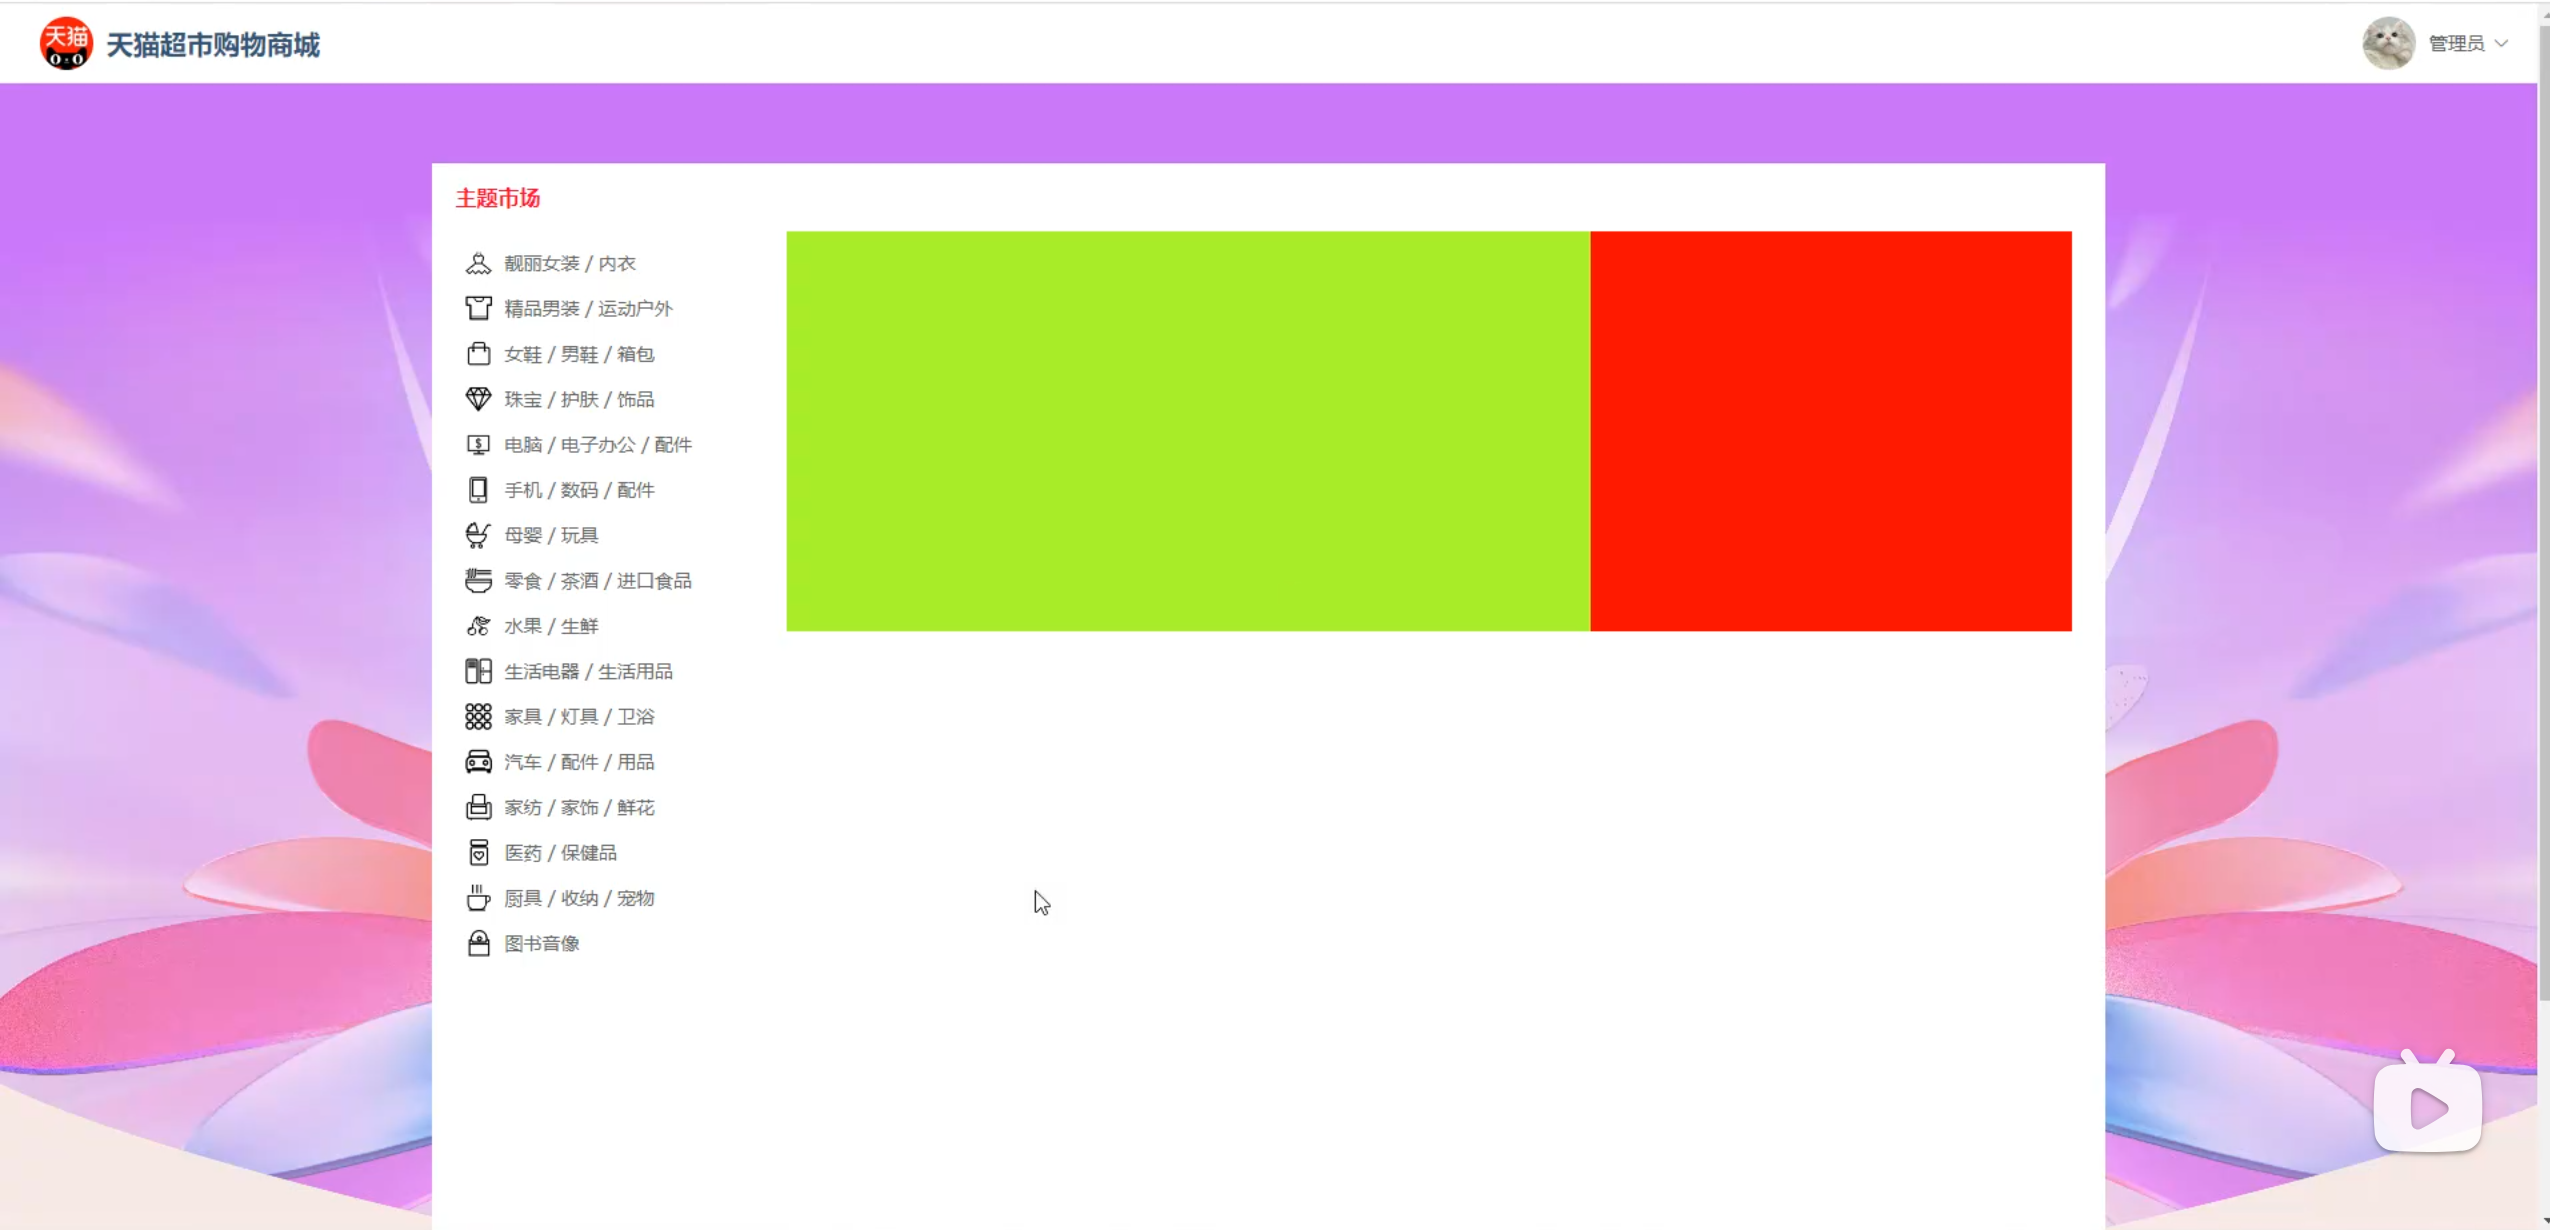 天猫
天猫超市购物商城
管理员
主题市场
靓丽女装 / 内衣
精品男装 / 运动户外
女鞋 / 男鞋 / 箱包
珠宝 / 护肤 / 饰品
电脑 / 电子办公 / 配件
手机 / 数码 / 配件
母婴 / 玩具
零食 / 茶酒 / 进口食品
水果 / 生鲜
生活电器 / 生活用品
家具 / 灯具 / 卫浴
汽车 / 配件 / 用品
家纺 / 家饰 / 鲜花
医药 / 保健品
厨具 / 收纳 / 宠物
图书音像